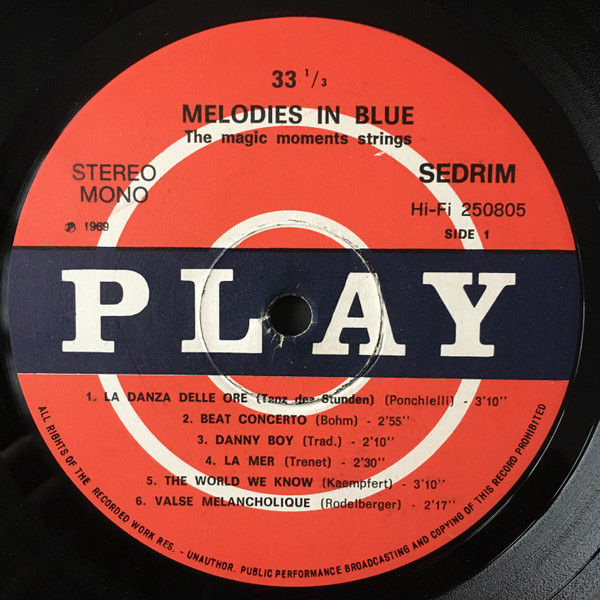 33 1/3
MELODIES IN BLUE
The magic moments strings
STEREO
MONO
℗ 1969
SEDRIM
Hi-Fi 250805
SIDE 1
PLAY
1. LA DANZA DELLE ORE (Tanz des Stunden) (Ponchielli) - 3'10''
2. BEAT CONCERTO (Bohm) - 2'55''
3. DANNY BOY (Trad.) - 2'10''
4. LA MER (Trenet) - 2'30''
5. THE WORLD WE KNOW (Kaempfert) - 3'10''
6. VALSE MELANCHOLIQUE (Rodelberger) - 2'17''
ALL RIGHTS OF THE RECORDED WORK RES. - UNAUTHOR. PUBLIC PERFORMANCE BROADCASTING AND COPYING OF THIS RECORD PROHIBITED